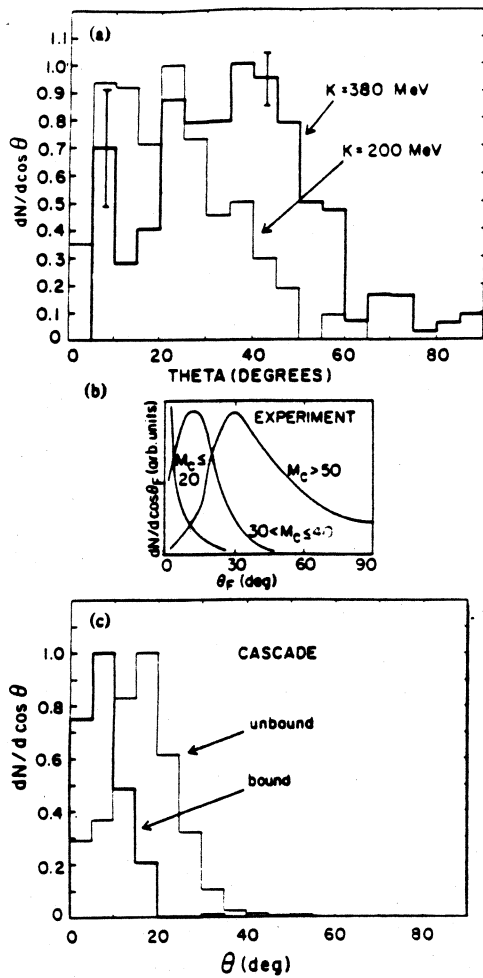 (a)
dN/dcosθ
1.1
1.0
0.9
0.8
0.7
0.6
0.5
0.4
0.3
0.2
0.1
0
K=380 MeV
K=200 MeV
0 20 40 60 80
THETA (DEGREES)
(b)
dN/dcosθF (arb. units)
EXPERIMENT
Mc≤
20
Mc>50
30<Mc≤40
0 30 60 90
θF (deg)
(c)
dN/d cosθ
1.0
0.8
0.6
0.4
0.2
0
CASCADE
unbound
bound
0 20 40 60 80
θ (deg)